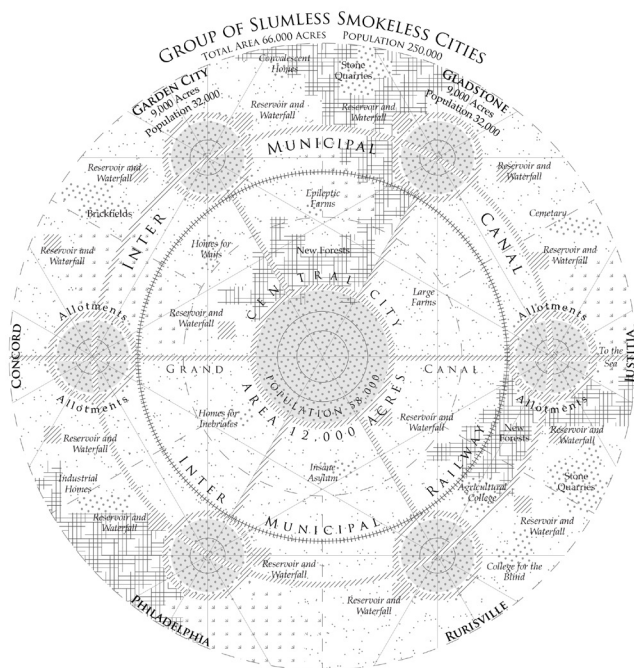 GROUP OF SLUMLESS SMOKELESS CITIES
TOTAL AREA 66,000 ACRES POPULATION 250.000
Convalescent
Homes
Stone
Quarries
GARDEN CITY
9,000 Acres
Population 32,000
GLADSTONE
9,000 Acres
Population 32,000
Reservoir and
Waterfall
Reservoir and
Waterfall
INTER MUNICIPAL CANAL
Reservoir and
Waterfall
Reservoir and
Waterfall
Epileptic
Farms
Brickfields
Cemetary
Homes for
Waifs
New Forests
Reservoir and
Waterfall
Reservoir and
Waterfall
Large
Farms
CENTRAL CITY
Reservoir and
Waterfall
Allotments
Allotments
CONCORD
JUSTITIA
To the
Sea
GRAND CANAL
POPULATION 58,000
AREA 12,000 ACRES
Allotments
Allotments
Homes for
Inebriates
Reservoir and
Waterfall
New
Forests
Reservoir and
Waterfall
Reservoir and
Waterfall
INTER MUNICIPAL RAILWAY
Insane
Asylum
Industrial
Homes
Agricultural
College
Stone
Quarries
Reservoir and
Waterfall
Reservoir and
Waterfall
Reservoir and
Waterfall
College for the
Blind
Reservoir and
Waterfall
PHILADELPHIA
RURISVILLE